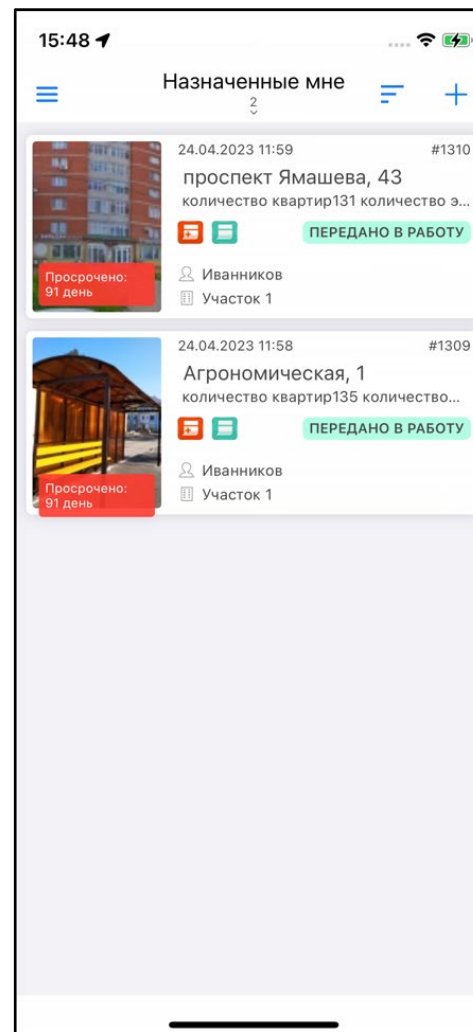 15:48
Назначенные мне
2
24.04.2023 11:59 #1310
проспект Ямашева, 43
количество квартир131 количество э...
ПЕРЕДАНО В РАБОТУ
Просрочено:
91 день
Иванников
Участок 1
24.04.2023 11:58 #1309
Агрономическая, 1
количество квартир135 количество...
ПЕРЕДАНО В РАБОТУ
Просрочено:
91 день
Иванников
Участок 1